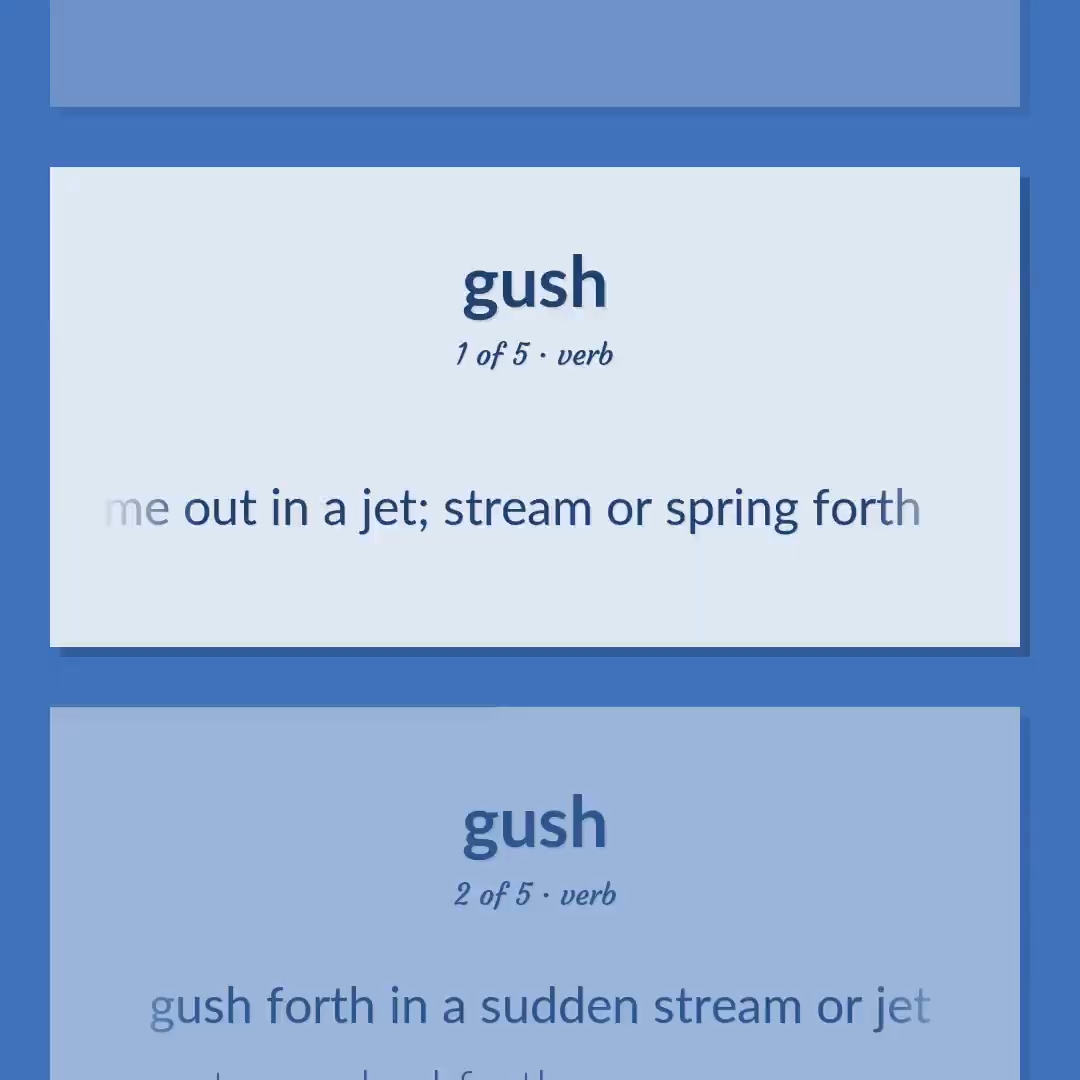 gush
1 of 5 · verb
me out in a jet; stream or spring forth
gush
2 of 5 · verb
gush forth in a sudden stream or jet